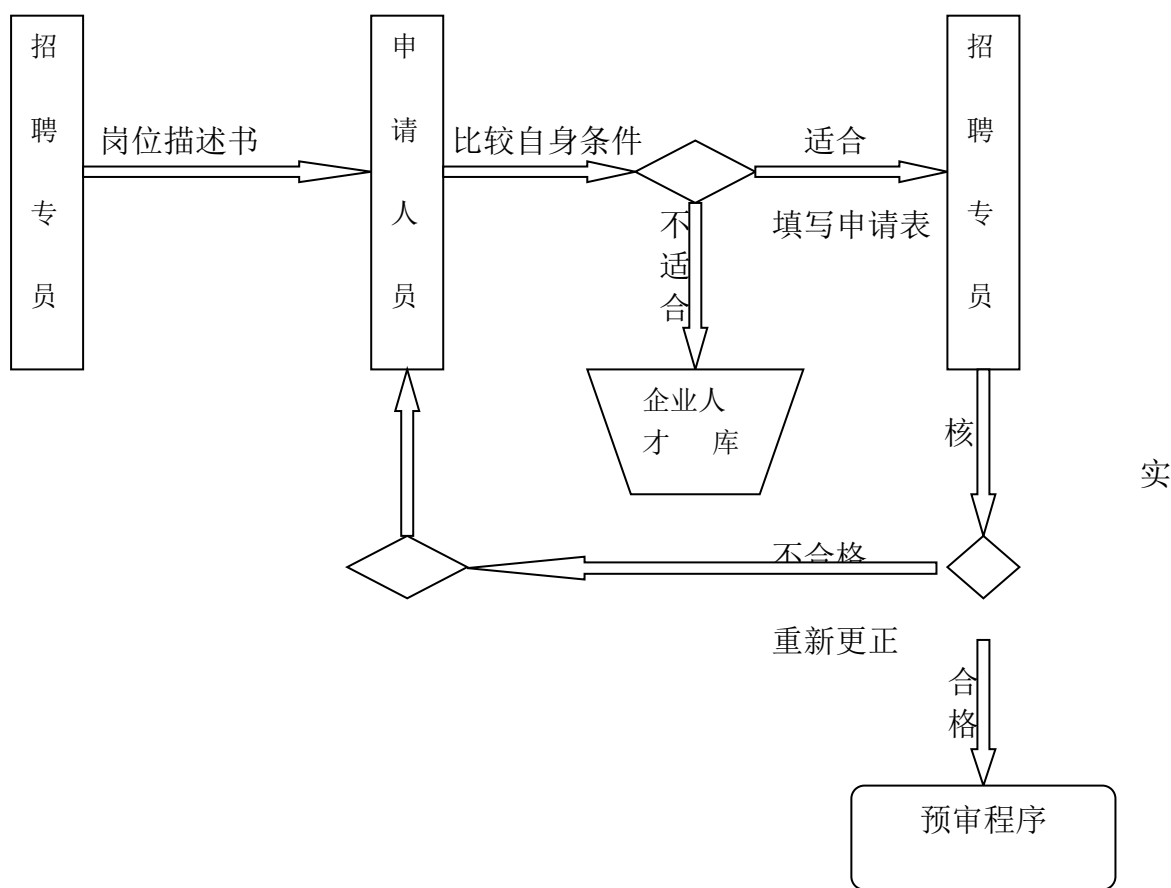 招聘专员
岗位描述书
申请人员
比较自身条件
适合
填写申请表
招聘专员
不适合
企业人
才 库
核
实
不合格
重新更正
合格
预审程序